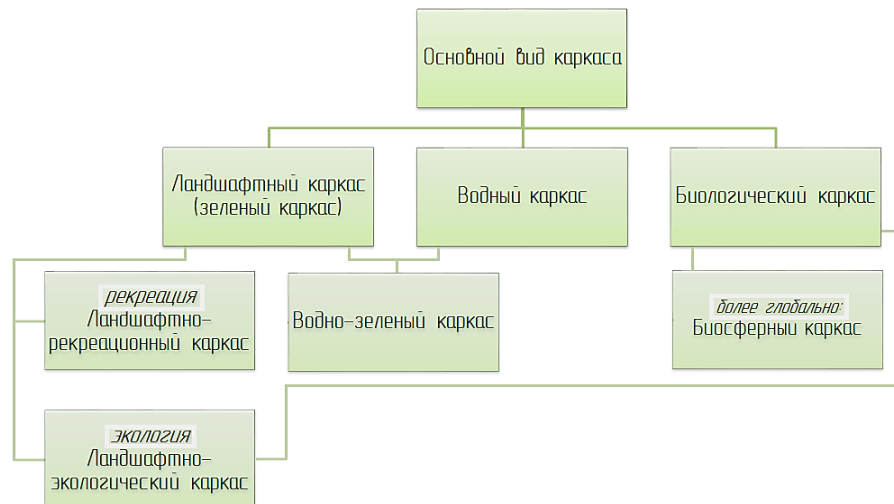 Основной вид каркаса
Ландшафтный каркас
(зеленый каркас)
Водный каркас
Биологический каркас
рекреация
Ландшафтно-
рекреационный каркас
Водно-зеленый каркас
более глобально:
Биосферный каркас
экология
Ландшафтно-
экологический каркас